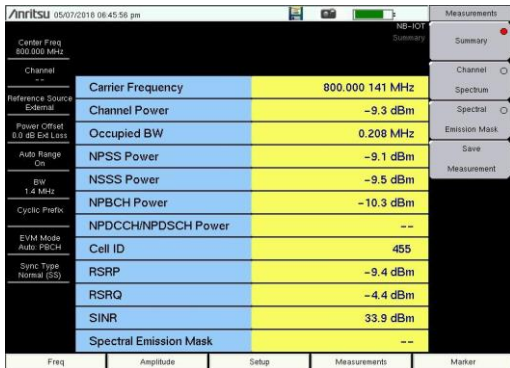 Anritsu 05/07/2016 06:45:56 pm
Measurements
NB-IOT
Summary
Center Freq
800.000 MHz
Channel
--
Reference Source
External
Power Offset
0.0 dB Ext Loss
Auto Range
On
BW
1.4 MHz
Cyclic Prefix
EVM Mode
Auto: PBCH
Sync Type
Normal (SS)
Carrier Frequency 800.000 141 MHz
Channel Power -9.3 dBm
Occupied BW 0.208 MHz
NPSS Power -9.1 dBm
NSSS Power -9.5 dBm
NPBCH Power -10.3 dBm
NPDCCH/NPDSCH Power --
Cell ID 455
RSRP -9.4 dBm
RSRQ -4.4 dBm
SINR 33.9 dBm
Spectral Emission Mask --
Summary
Channel
Spectrum
Spectral
Emission Mask
Save
Measurement
Freq Amplitude Setup Measurements Marker